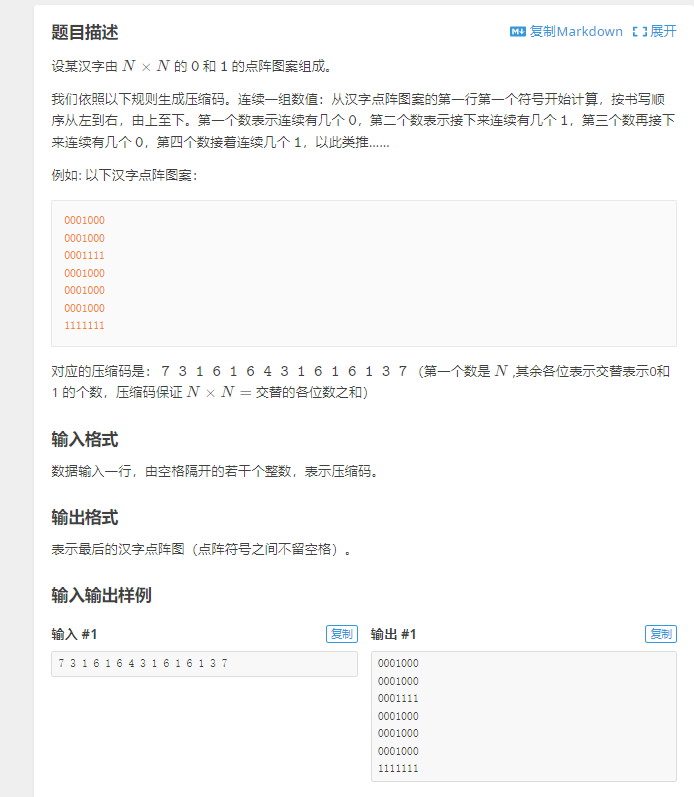 题目描述
复制Markdown 展开
设某汉字由 N × N 的 0 和 1 的点阵图案组成。
我们依照以下规则生成压缩码。连续一组数值：从汉字点阵图案的第一行第一个符号开始计算，按书写顺
序从左到右，由上至下。第一个数表示连续有几个 0，第二个数表示接下来连续有几个 1，第三个数再接下
来连续有几个 0，第四个数接着连续几个 1，以此类推……
例如: 以下汉字点阵图案：
0001000
0001000
0001111
0001000
0001000
0001000
1111111
对应的压缩码是： 7 3 1 6 1 6 4 3 1 6 1 6 1 3 7 （第一个数是 N ,其余各位表示交替表示0和
1 的个数，压缩码保证 N × N = 交替的各位数之和）
输入格式
数据输入一行，由空格隔开的若干个整数，表示压缩码。
输出格式
表示最后的汉字点阵图（点阵符号之间不留空格）。
输入输出样例
输入 #1 复制
7 3 1 6 1 6 4 3 1 6 1 6 1 3 7
输出 #1 复制
0001000
0001000
0001111
0001000
0001000
0001000
1111111